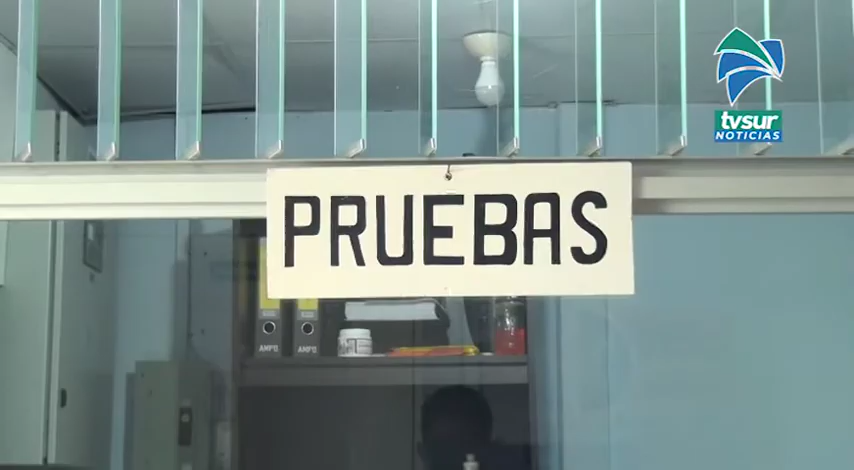 tvsur
NOTICIAS
PRUEBAS
AMPO
AMPO